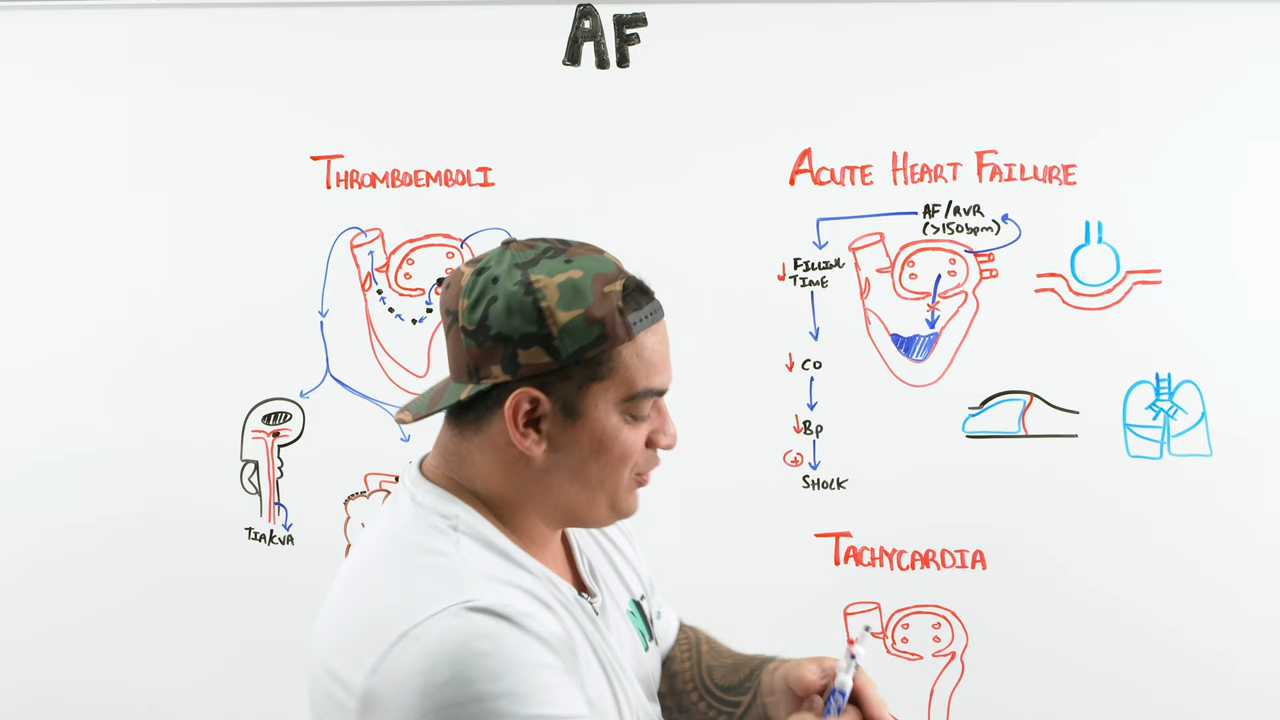 AF
THROMBOEMBOLI
TIA/CVA
ACUTE HEART FAILURE
AF/RVR
(>150bpm)
↓ FILLING
TIME
↓ CO
↓ Bp
(+)
SHOCK
TACHYCARDIA